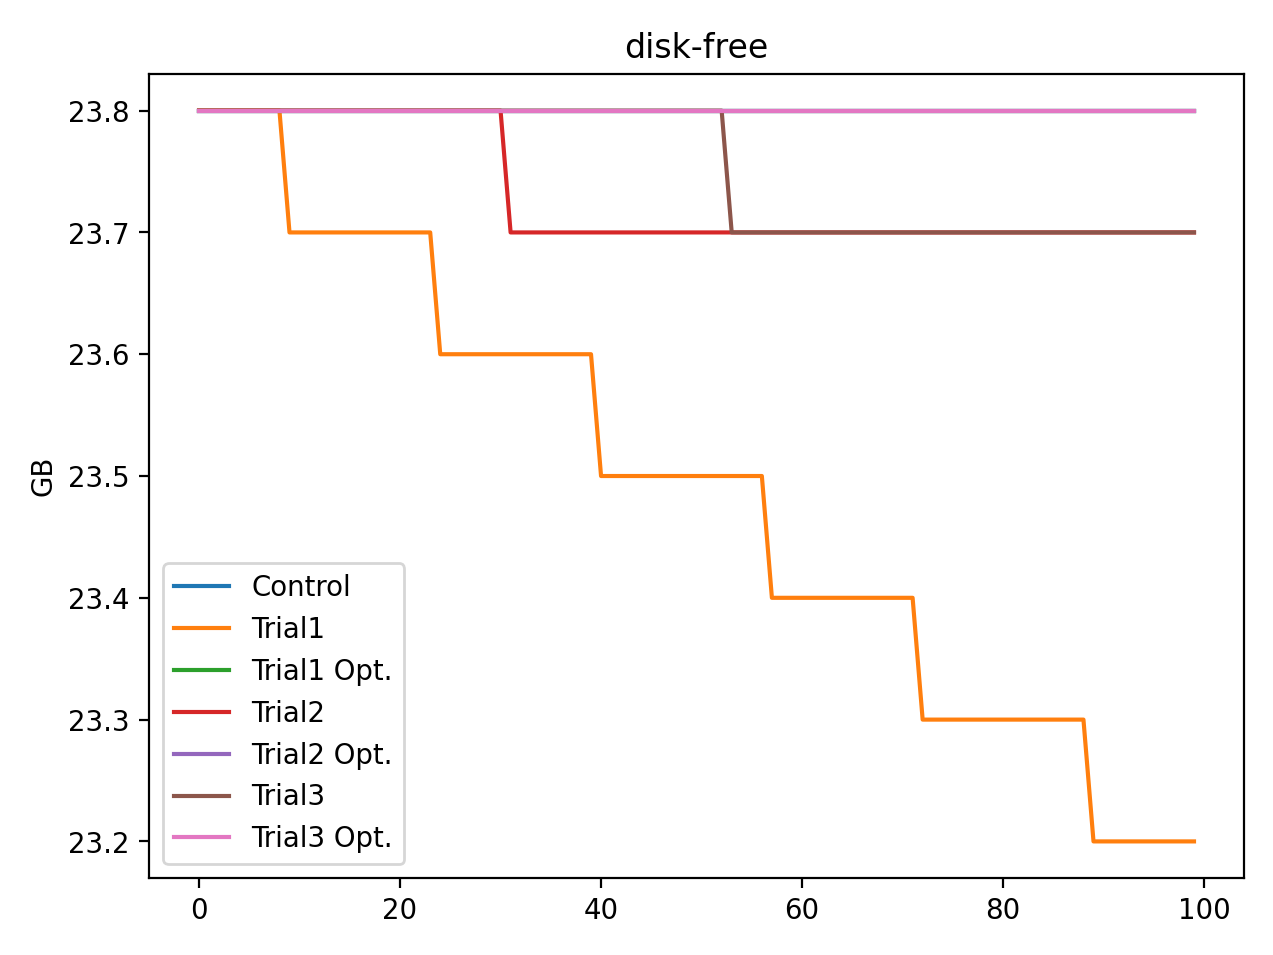 disk-free
23.8
23.7
23.6
23.5
23.4
23.3
23.2
GB
Control
Trial1
Trial1 Opt.
Trial2
Trial2 Opt.
Trial3
Trial3 Opt.
0 20 40 60 80 100